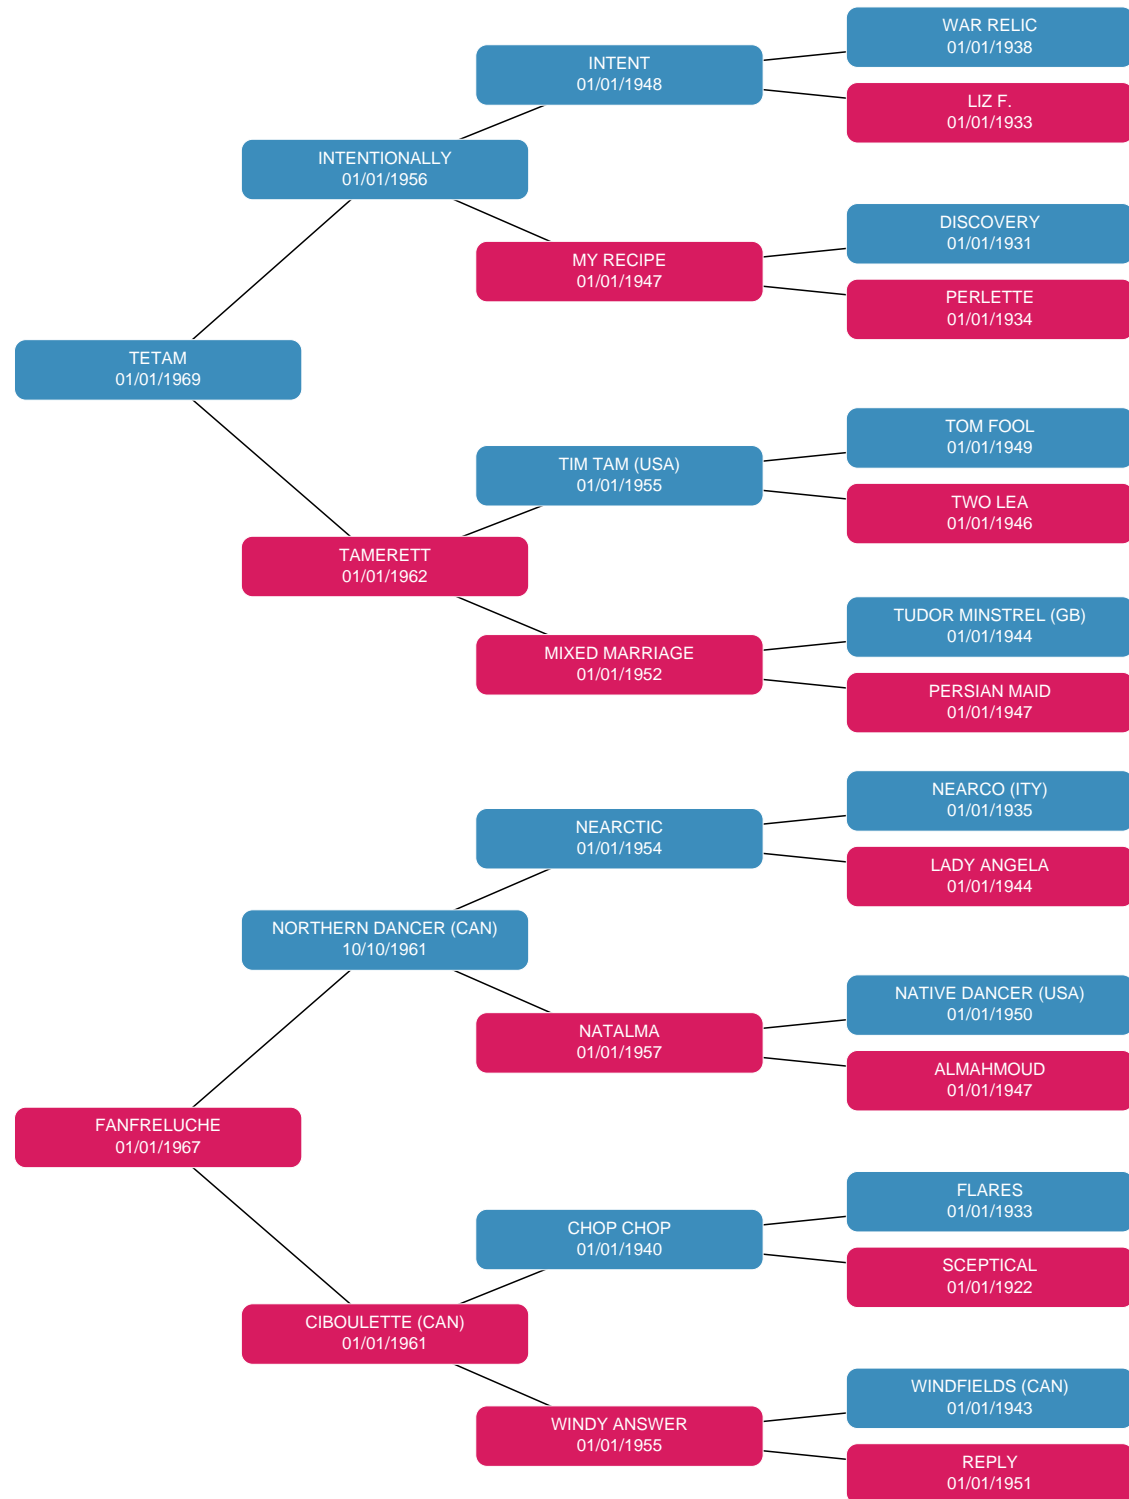 WAR RELIC
01/01/1938
INTENT
01/01/1948
LIZ F.
01/01/1933
INTENTIONALLY
01/01/1956
DISCOVERY
01/01/1931
MY RECIPE
01/01/1947
PERLETTE
01/01/1934
TETAM
01/01/1969
TOM FOOL
01/01/1949
TIM TAM (USA)
01/01/1955
TWO LEA
01/01/1946
TAMERETT
01/01/1962
TUDOR MINSTREL (GB)
01/01/1944
MIXED MARRIAGE
01/01/1952
PERSIAN MAID
01/01/1947
NEARCO (ITY)
01/01/1935
NEARCTIC
01/01/1954
LADY ANGELA
01/01/1944
NORTHERN DANCER (CAN)
10/10/1961
NATIVE DANCER (USA)
01/01/1950
NATALMA
01/01/1957
ALMAHMOUD
01/01/1947
FANFRELUCHE
01/01/1967
FLARES
01/01/1933
CHOP CHOP
01/01/1940
SCEPTICAL
01/01/1922
CIBOULETTE (CAN)
01/01/1961
WINDFIELDS (CAN)
01/01/1943
WINDY ANSWER
01/01/1955
REPLY
01/01/1951